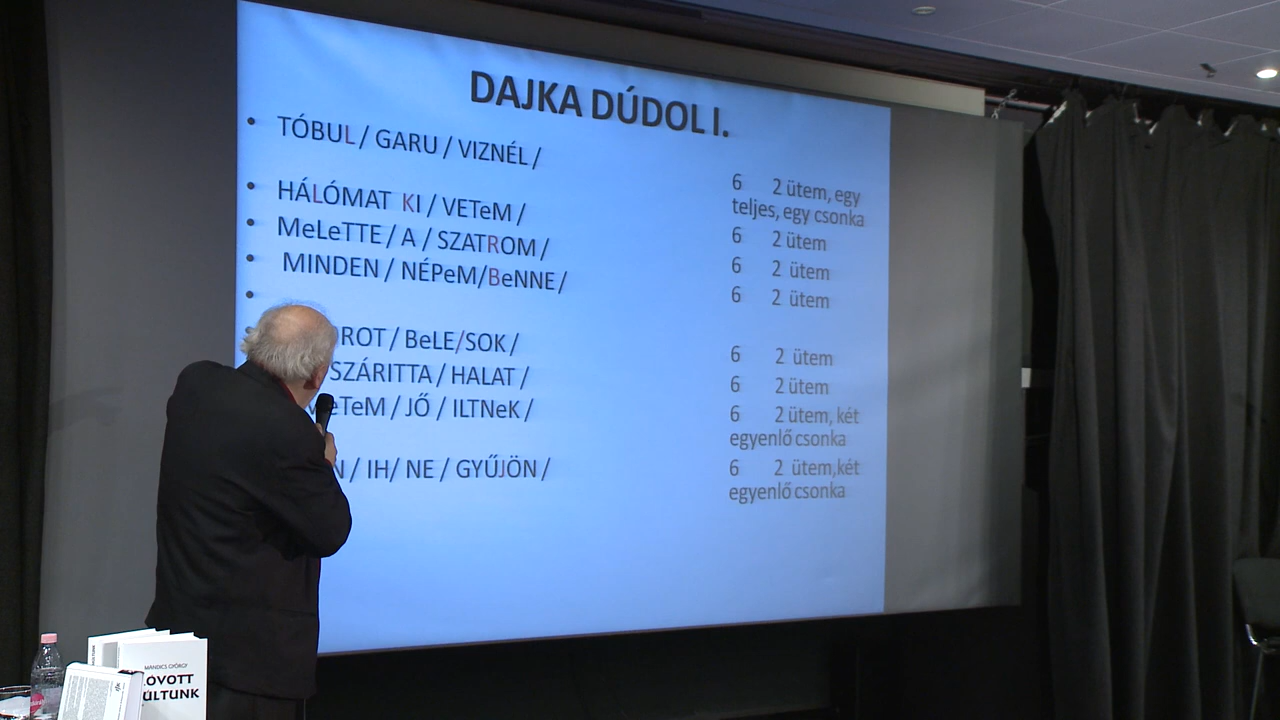 DAJKA DÚDOL I.
TÓBUL / GARU / VIZNÉL /
6 2 ütem, egy
teljes, egy csonka
HÁLÓMAT KI / VETeM /
6 2 ütem
MeLeTTE / A / SZATROM /
6 2 ütem
MINDEN / NÉPeM/BeNNE /
6 2 ütem
ROT / BeLE/SOK /
6 2 ütem
SZÁRITTA / HALAT /
6 2 ütem
eTeM / JŐ / ILTNeK /
6 2 ütem, két
egyenlő csonka
N / IH/ NE / GYŰJÖN /
6 2 ütem,két
egyenlő csonka
MANDICS GYÖRGY
ÓVOTT
ÚLTUNK